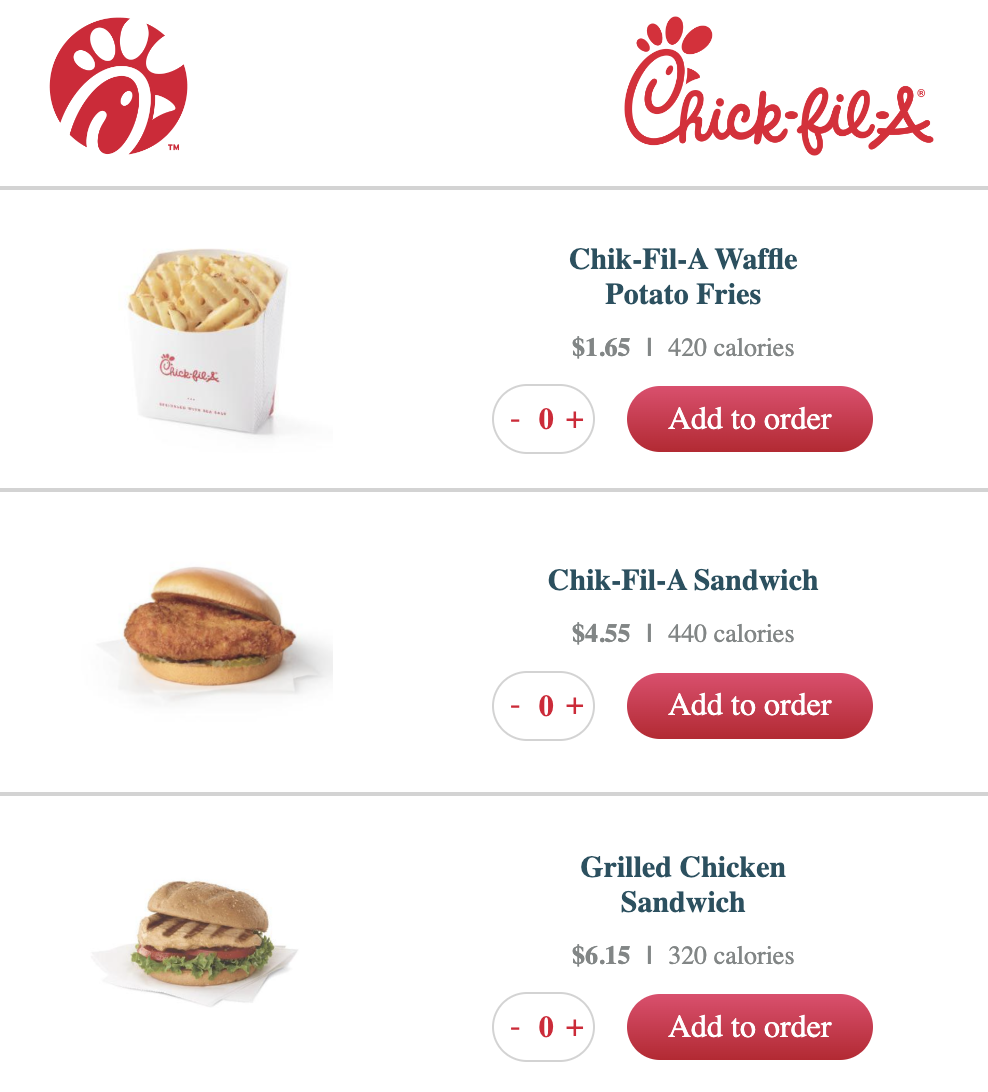 TM
Chick-fil-A®
Chik-Fil-A Waffle
Potato Fries
$1.65 | 420 calories
- 0 + Add to order
Chick-fil-A
Chik-Fil-A Sandwich
$4.55 | 440 calories
- 0 + Add to order
Grilled Chicken
Sandwich
$6.15 | 320 calories
- 0 + Add to order